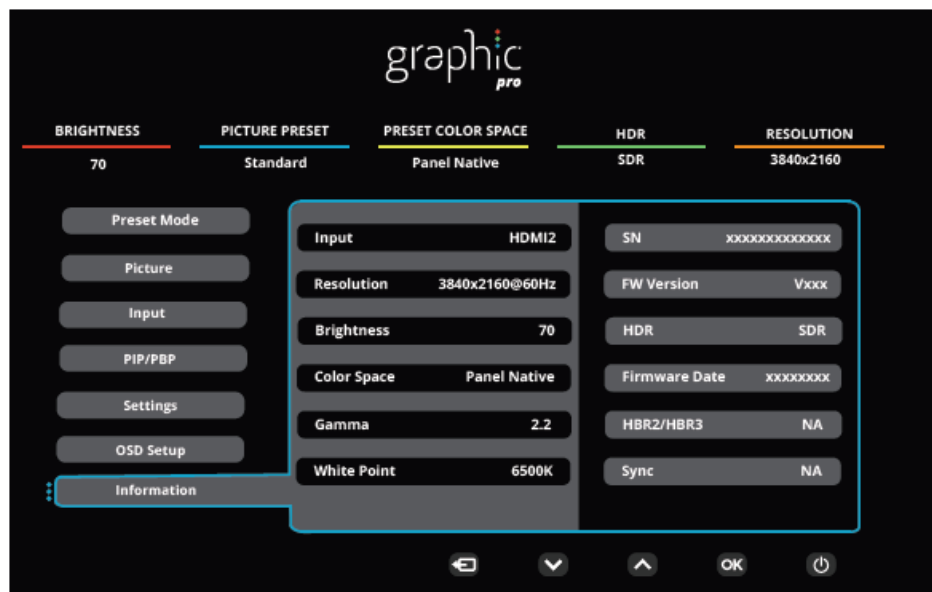 graphic
pro
BRIGHTNESS PICTURE PRESET PRESET COLOR SPACE HDR RESOLUTION
70 Standard Panel Native SDR 3840x2160
Preset Mode
Picture
Input
PIP/PBP
Settings
OSD Setup
Information
Input HDMI2
Resolution 3840x2160@60Hz
Brightness 70
Color Space Panel Native
Gamma 2.2
White Point 6500K
SN xxxxxxxxxxxxx
FW Version Vxxx
HDR SDR
Firmware Date xxxxxxxx
HBR2/HBR3 NA
Sync NA
OK